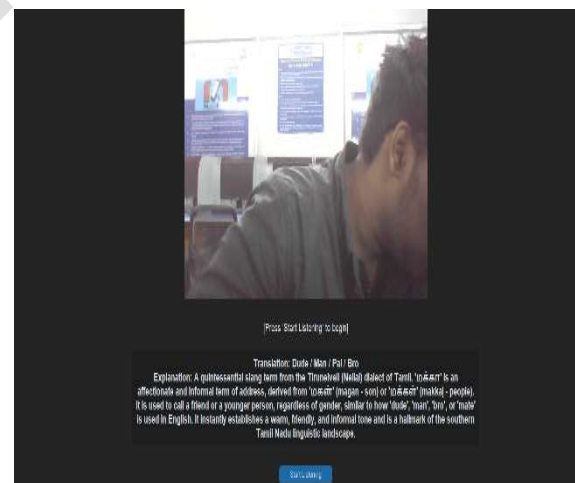 [Press 'Start Listening' to begin]
Translation: Dude / Man / Pal / Bro
Explanation: A quintessential slang term from the Tirunelveli (Nellai) dialect of Tamil. 'மக்கா' is an
affectionate and informal term of address, derived from 'மகன்' (magan - son) or 'மக்கள்' (makkal - people).
It is used to call a friend or a younger person, regardless of gender, similar to how 'dude', 'man', 'bro', or 'mate'
is used in English. It instantly establishes a warm, friendly, and informal tone and is a hallmark of the southern
Tamil Nadu linguistic landscape.
Start Listening